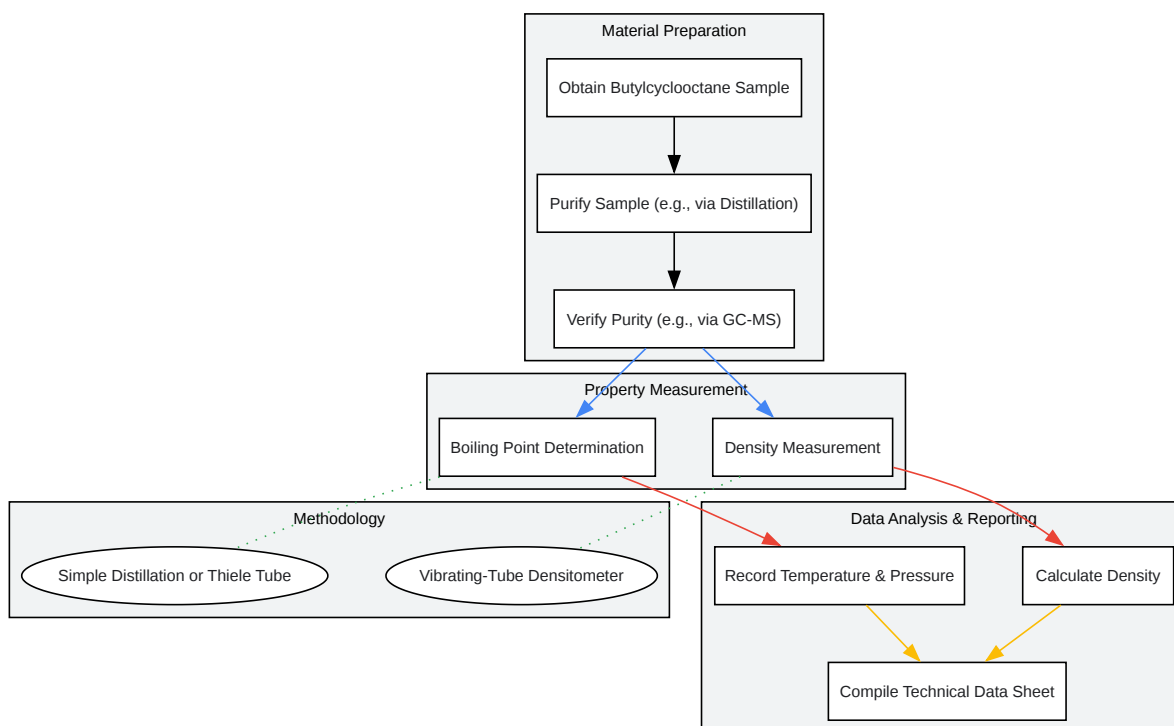 Material Preparation
Obtain Butylcyclooctane Sample
Purify Sample (e.g., via Distillation)
Verify Purity (e.g., via GC-MS)
Property Measurement
Boiling Point Determination
Density Measurement
Methodology
Simple Distillation or Thiele Tube
Vibrating-Tube Densitometer
Data Analysis & Reporting
Record Temperature & Pressure
Calculate Density
Compile Technical Data Sheet